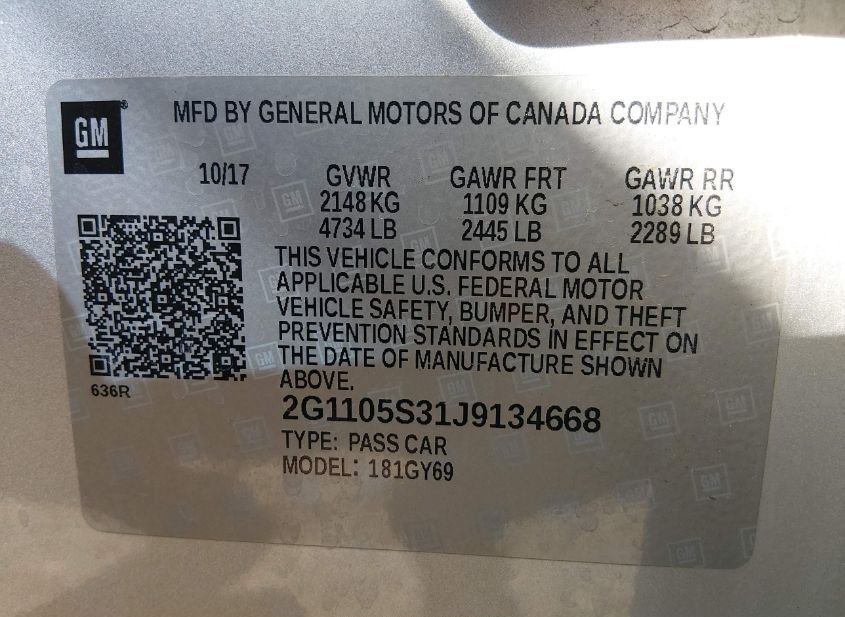 GM
MFD BY GENERAL MOTORS OF CANADA COMPANY
10/17 GVWR GAWR FRT GAWR RR
2148 KG 1109 KG 1038 KG
4734 LB 2445 LB 2289 LB
THIS VEHICLE CONFORMS TO ALL
APPLICABLE U.S. FEDERAL MOTOR
VEHICLE SAFETY, BUMPER, AND THEFT
PREVENTION STANDARDS IN EFFECT ON
THE DATE OF MANUFACTURE SHOWN
ABOVE.
636R
2G1105S31J9134668
TYPE: PASS CAR
MODEL: 181GY69